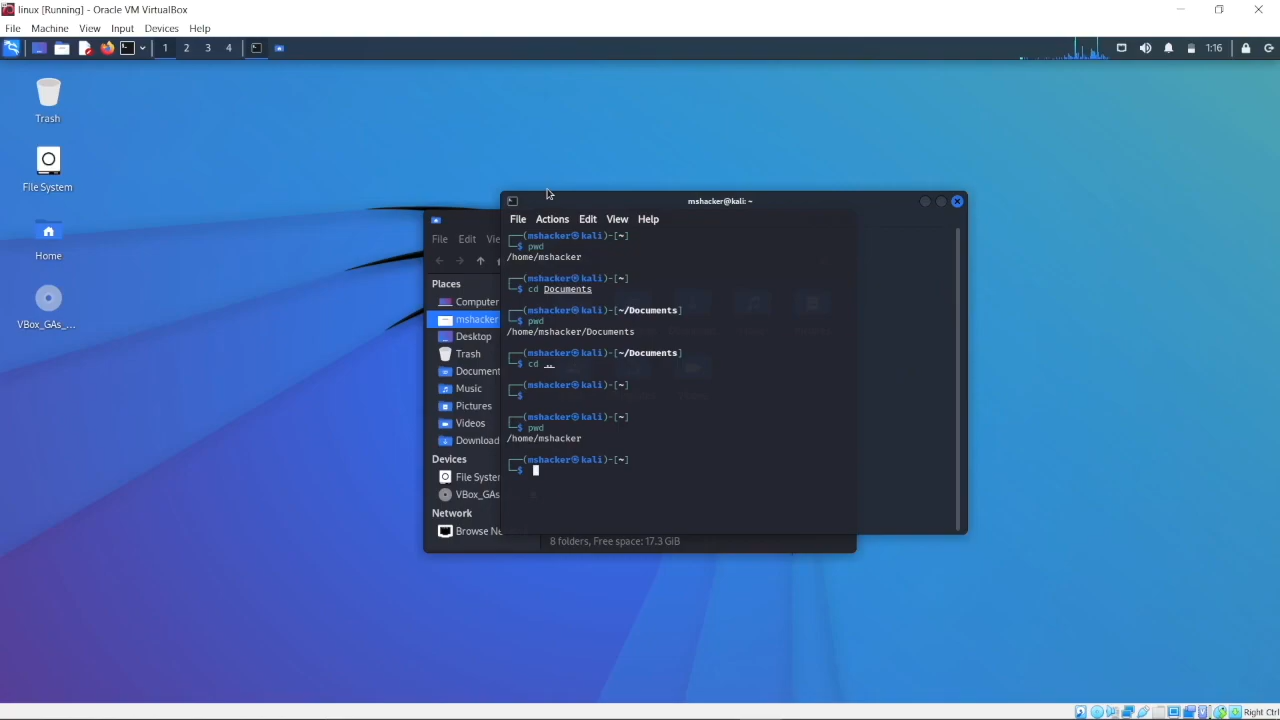 linux [Running] - Oracle VM VirtualBox
File Machine View Input Devices Help
1 2 3 4
1:16
Trash
File System
Home
VBox_GAs_...
mshacker@kali: ~
File Actions Edit View Help
┌──(mshacker㉿kali)-[~]
└─$ pwd
/home/mshacker
┌──(mshacker㉿kali)-[~]
└─$ cd Documents
┌──(mshacker㉿kali)-[~/Documents]
└─$ pwd
/home/mshacker/Documents
┌──(mshacker㉿kali)-[~/Documents]
└─$ cd ..
┌──(mshacker㉿kali)-[~]
└─$
┌──(mshacker㉿kali)-[~]
└─$ pwd
/home/mshacker
┌──(mshacker㉿kali)-[~]
└─$
File Edit Vi
Places
Computer
mshacker
Desktop
Trash
Document
Music
Pictures
Videos
Download
Devices
File Syste
VBox_GAs
Network
Browse Ne
8 folders, Free space: 17.3 GiB
Right Ctrl